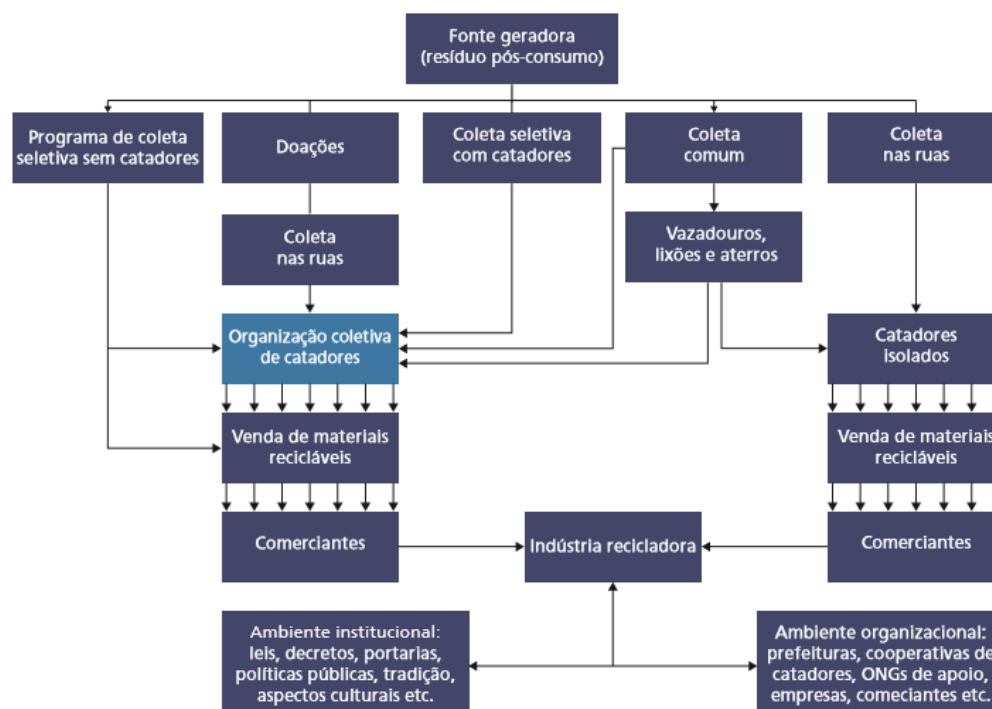 Fonte geradora
(resíduo pós-consumo)
Programa de coleta
seletiva sem catadores
Doações
Coleta seletiva
com catadores
Coleta
comum
Coleta
nas ruas
Coleta
nas ruas
Vazadouros,
lixões e aterros
Organização coletiva
de catadores
Catadores
isolados
Venda de materiais
recicláveis
Venda de materiais
recicláveis
Comerciantes
Indústria recicladora
Comerciantes
Ambiente institucional:
leis, decretos, portarias,
políticas públicas, tradição,
aspectos culturais etc.
Ambiente organizacional:
prefeituras, cooperativas de
catadores, ONGs de apoio,
empresas, comeciantes etc.